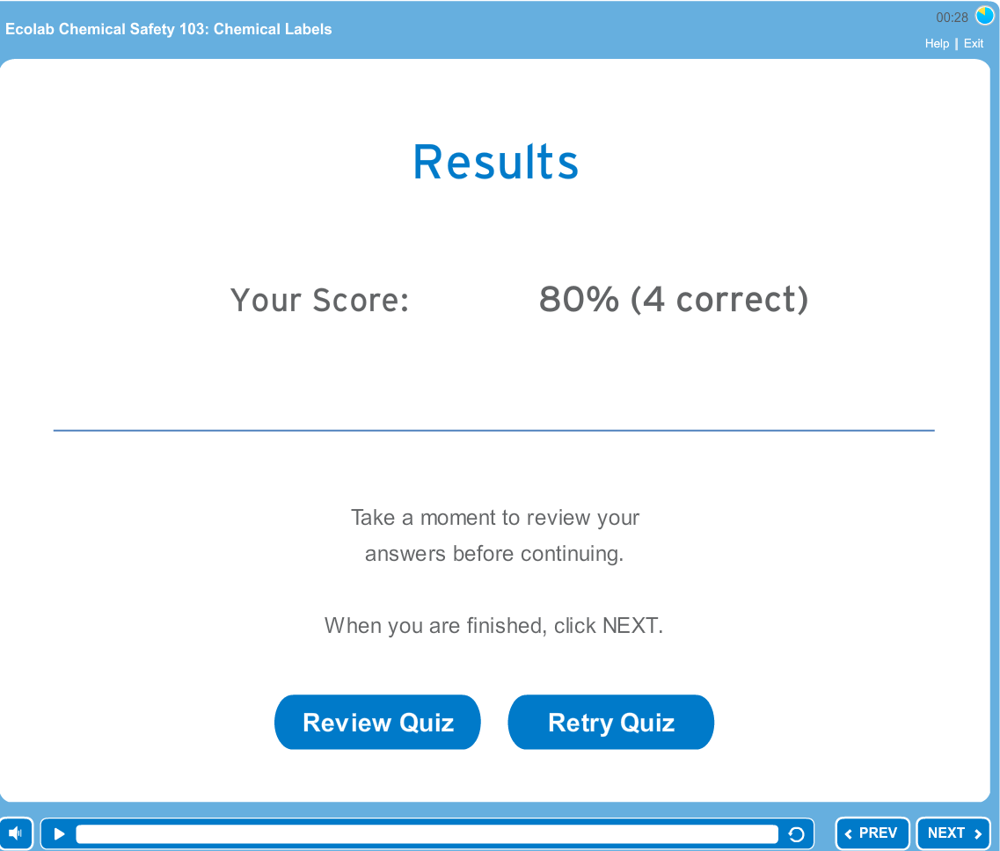 Ecolab Chemical Safety 103: Chemical Labels
00:28
Help | Exit
Results
Your Score: 80% (4 correct)
Take a moment to review your
answers before continuing.
When you are finished, click NEXT.
Review Quiz
Retry Quiz
PREV
NEXT